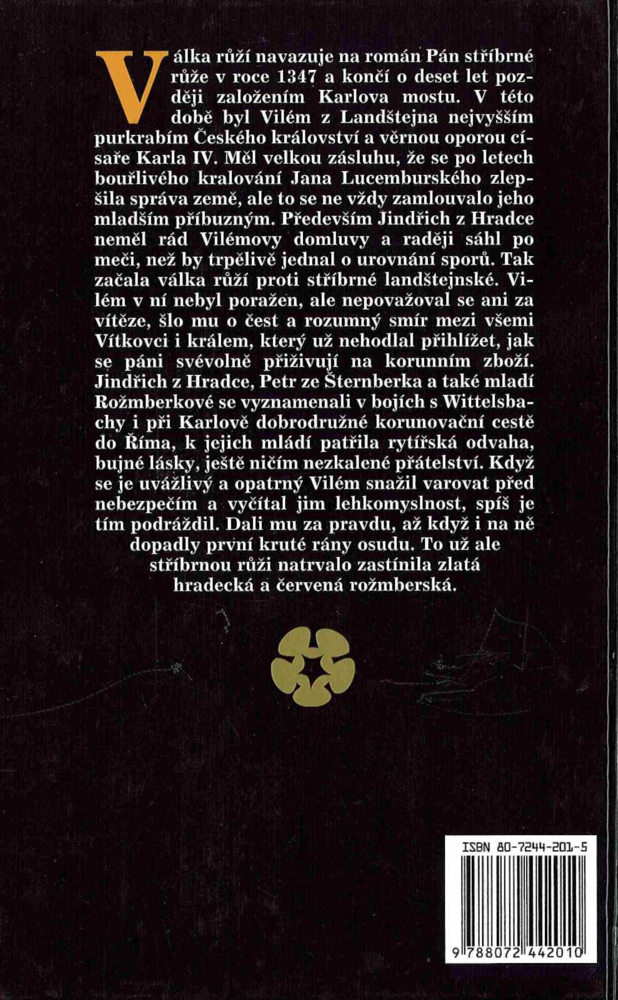 Válka růží navazuje na román Pán stříbrné
růže v roce 1347 a končí o deset let poz-
ději založením Karlova mostu. V této
době byl Vilém z Landštejna nejvyšším
purkrabím Českého království a věrnou oporou cí-
saře Karla IV. Měl velkou zásluhu, že se po letech
bouřlivého kralování Jana Lucemburského zlep-
šila správa země, ale to se ne vždy zamlouvalo jeho
mladším příbuzným. Především Jindřich z Hradce
neměl rád Vilémovy domluvy a raději sáhl po
meči, než by trpělivě jednal o urovnání sporů. Tak
začala válka růží proti stříbrné landštejnské. Vi-
lém v ní nebyl poražen, ale nepovažoval se ani za
vítěze, šlo mu o čest a rozumný smír mezi všemi
Vítkovci i králem, který už nehodlal přihlížet, jak
se páni svévolně přiživují na korunním zboží.
Jindřich z Hradce, Petr ze Šternberka a také mladí
Rožmberkové se vyznamenali v bojích s Wittelsba-
chy i při Karlově dobrodružné korunovační cestě
do Říma, k jejich mládí patřila rytířská odvaha,
bujné lásky, ještě ničím nezkalené přátelství. Když
se je uvážlivý a opatrný Vilém snažil varovat před
nebezpečím a vyčítal jim lehkomyslnost, spíš je
tím podráždil. Dali mu za pravdu, až když i na ně
dopadly první kruté rány osudu. To už ale
stříbrnou růži natrvalo zastínila zlatá
hradecká a červená rožmberská.
ISBN 80-7244-201-5
9 788072 442010